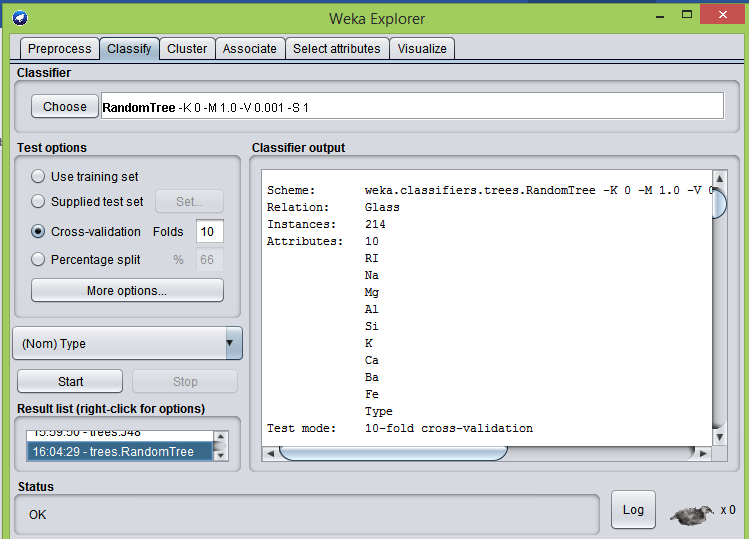 Weka Explorer
Preprocess Classify Cluster Associate Select attributes Visualize
Classifier
Choose RandomTree -K 0 -M 1.0 -V 0.001 -S 1
Test options
Use training set
Supplied test set Set...
Cross-validation Folds 10
Percentage split % 66
More options...
(Nom) Type
Start Stop
Result list (right-click for options)
15:59:50 - trees.J48
16:04:29 - trees.RandomTree
Classifier output
Scheme: weka.classifiers.trees.RandomTree -K 0 -M 1.0 -V 0
Relation: Glass
Instances: 214
Attributes: 10
RI
Na
Mg
Al
Si
K
Ca
Ba
Fe
Type
Test mode: 10-fold cross-validation
Status
OK
Log x 0